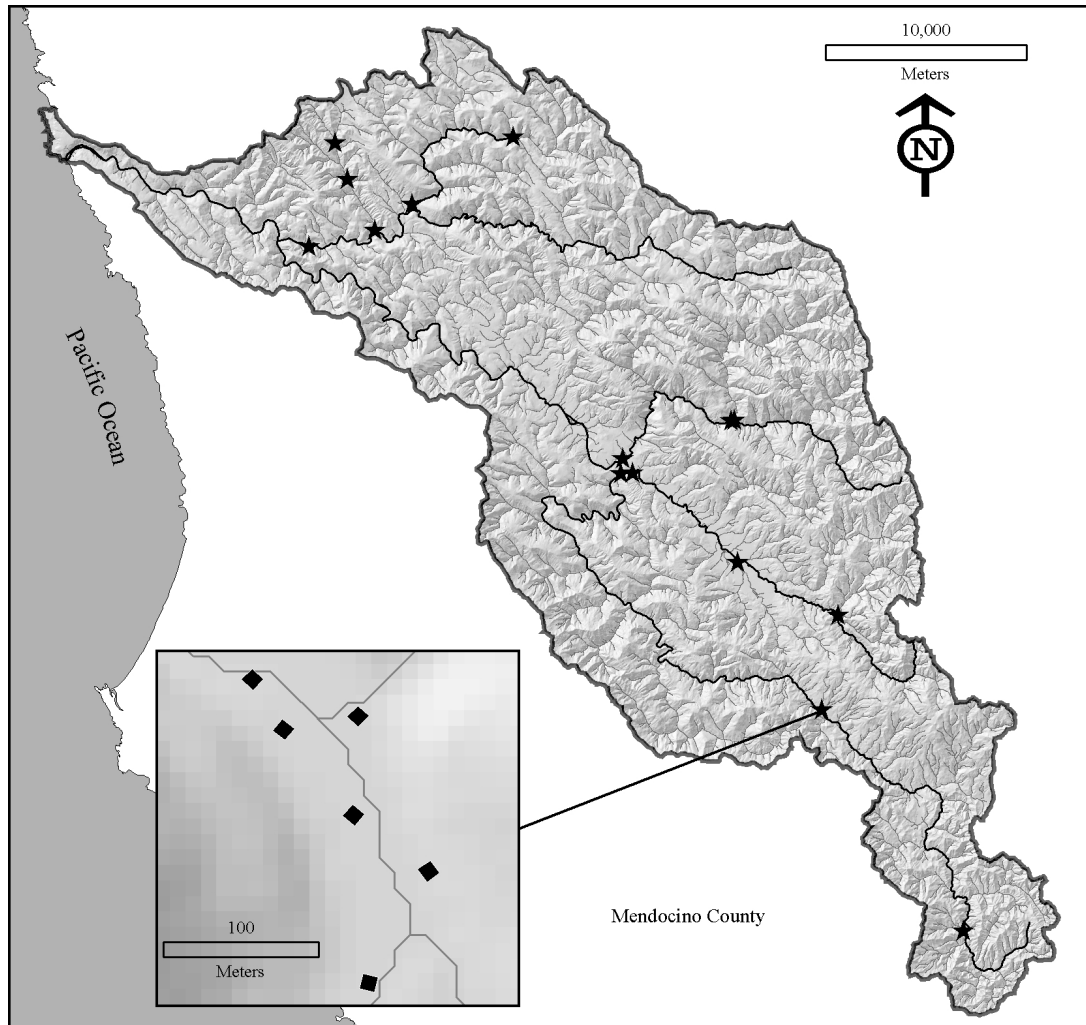 10,000
Meters
N
Pacific Ocean
100
Meters
Mendocino County